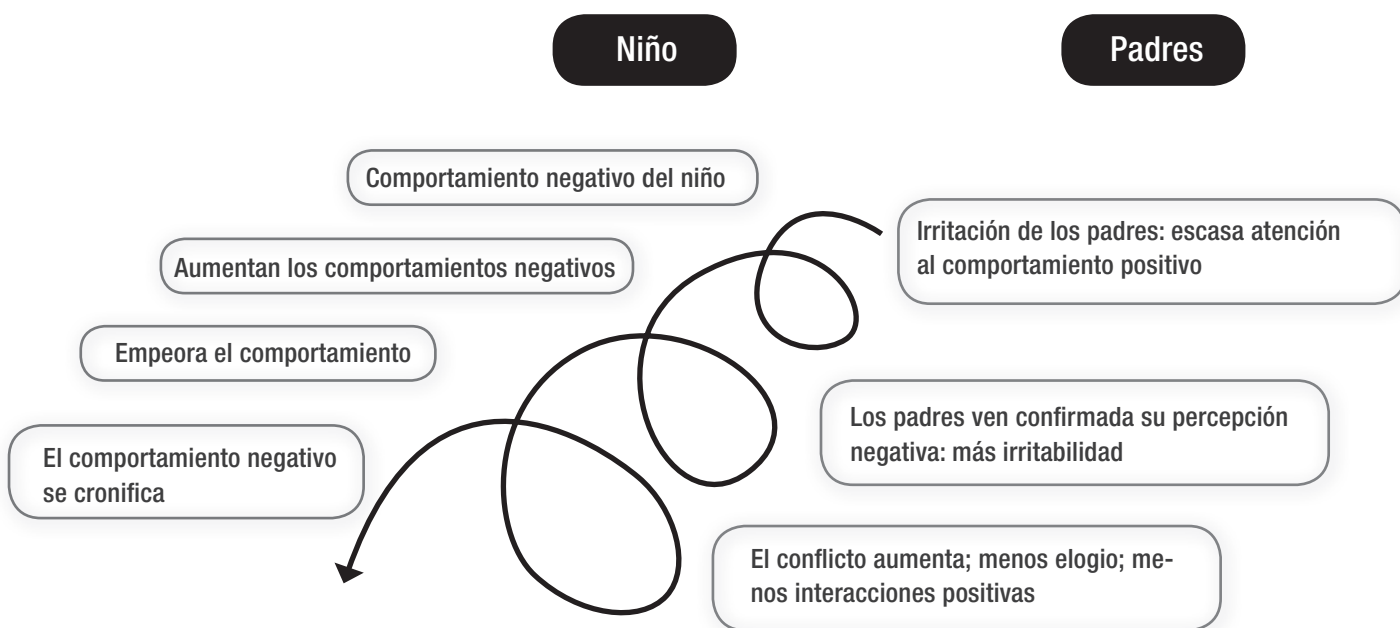 Niño
Padres
Comportamiento negativo del niño
Irritación de los padres: escasa atención
al comportamiento positivo
Aumentan los comportamientos negativos
Empeora el comportamiento
Los padres ven confirmada su percepción
negativa: más irritabilidad
El comportamiento negativo
se cronifica
El conflicto aumenta; menos elogio; me-
nos interacciones positivas